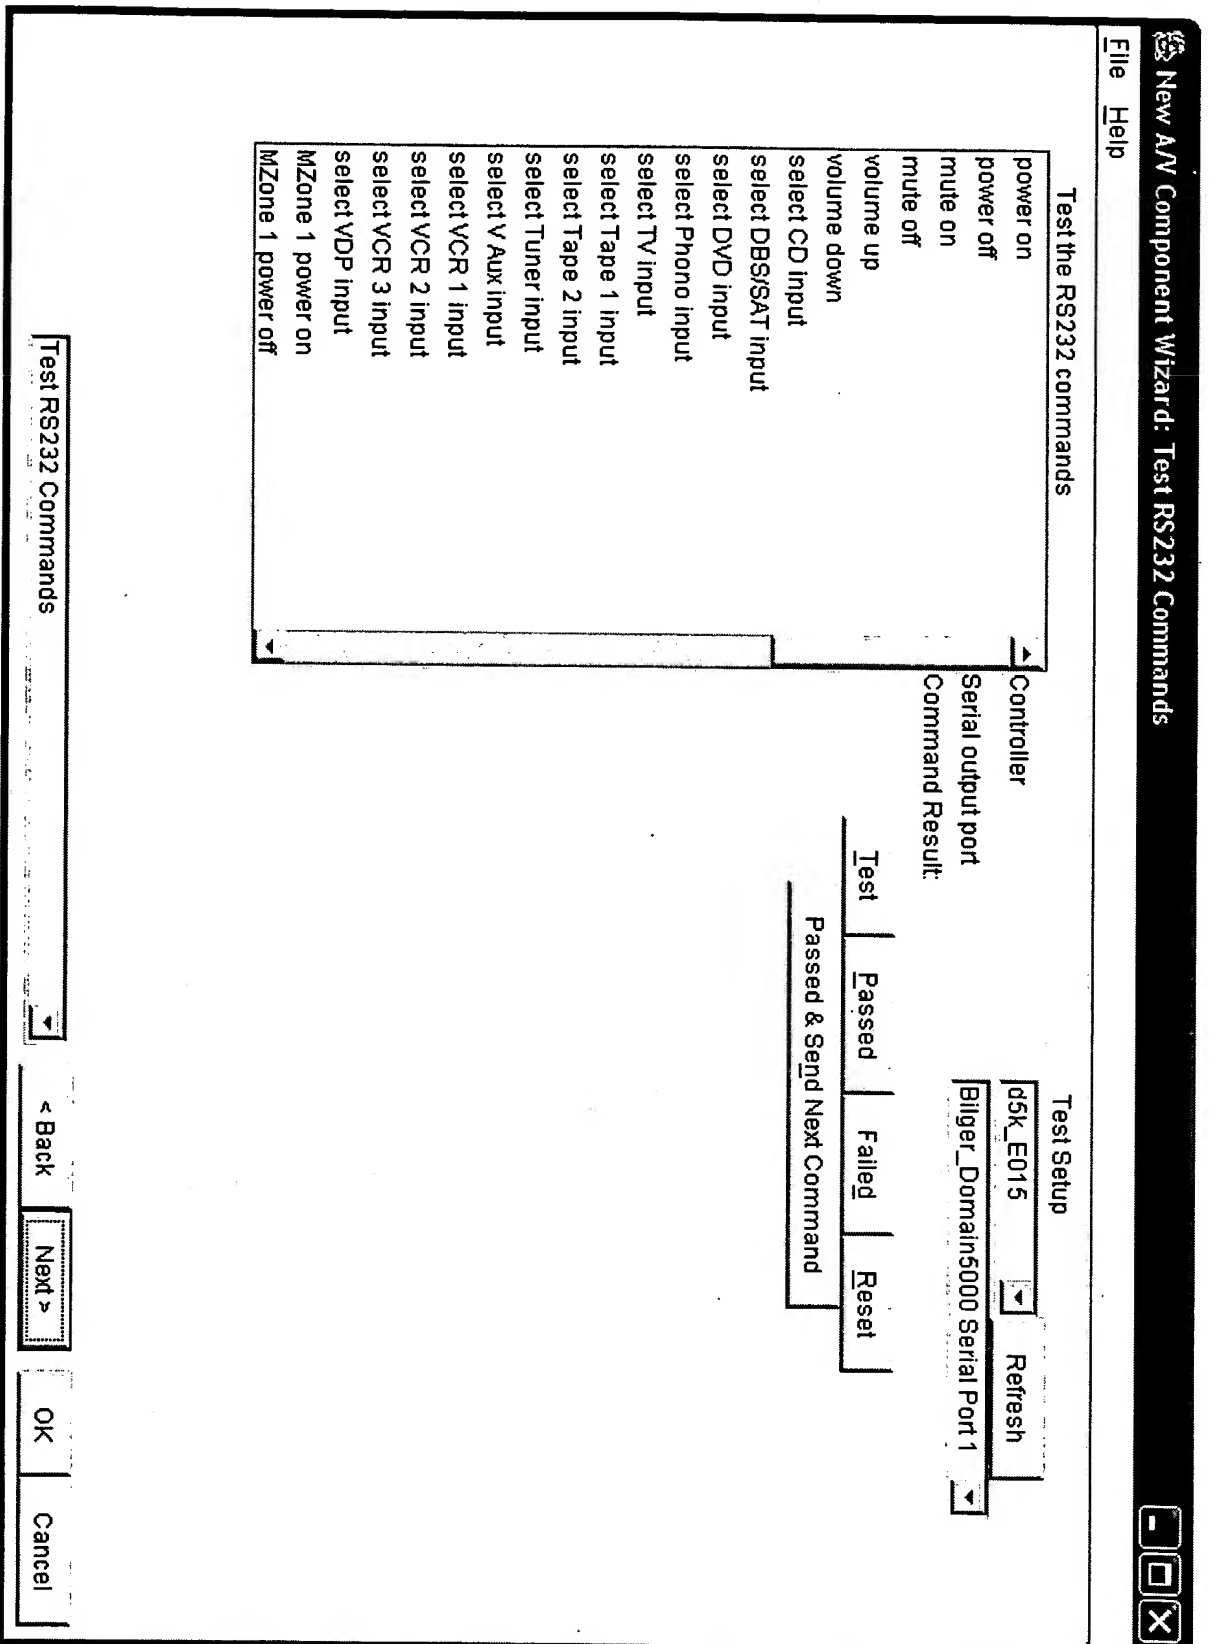 New A/V Component Wizard: Test RS232 Commands
File Help
Test the RS232 commands
power on
power off
mute on
mute off
volume up
volume down
select CD input
select DBS/SAT input
select DVD input
select Phono input
select TV input
select Tape 1 input
select Tape 2 input
select Tuner input
select V Aux input
select VCR 1 input
select VCR 2 input
select VCR 3 input
select VDP input
MZone 1 power on
MZone 1 power off
Test Setup
Controller d5k_E015 Refresh
Serial output port Bilger_Domain5000 Serial Port 1
Command Result:
Test Passed Failed Reset
Passed & Send Next Command
Test RS232 Commands < Back Next > OK Cancel